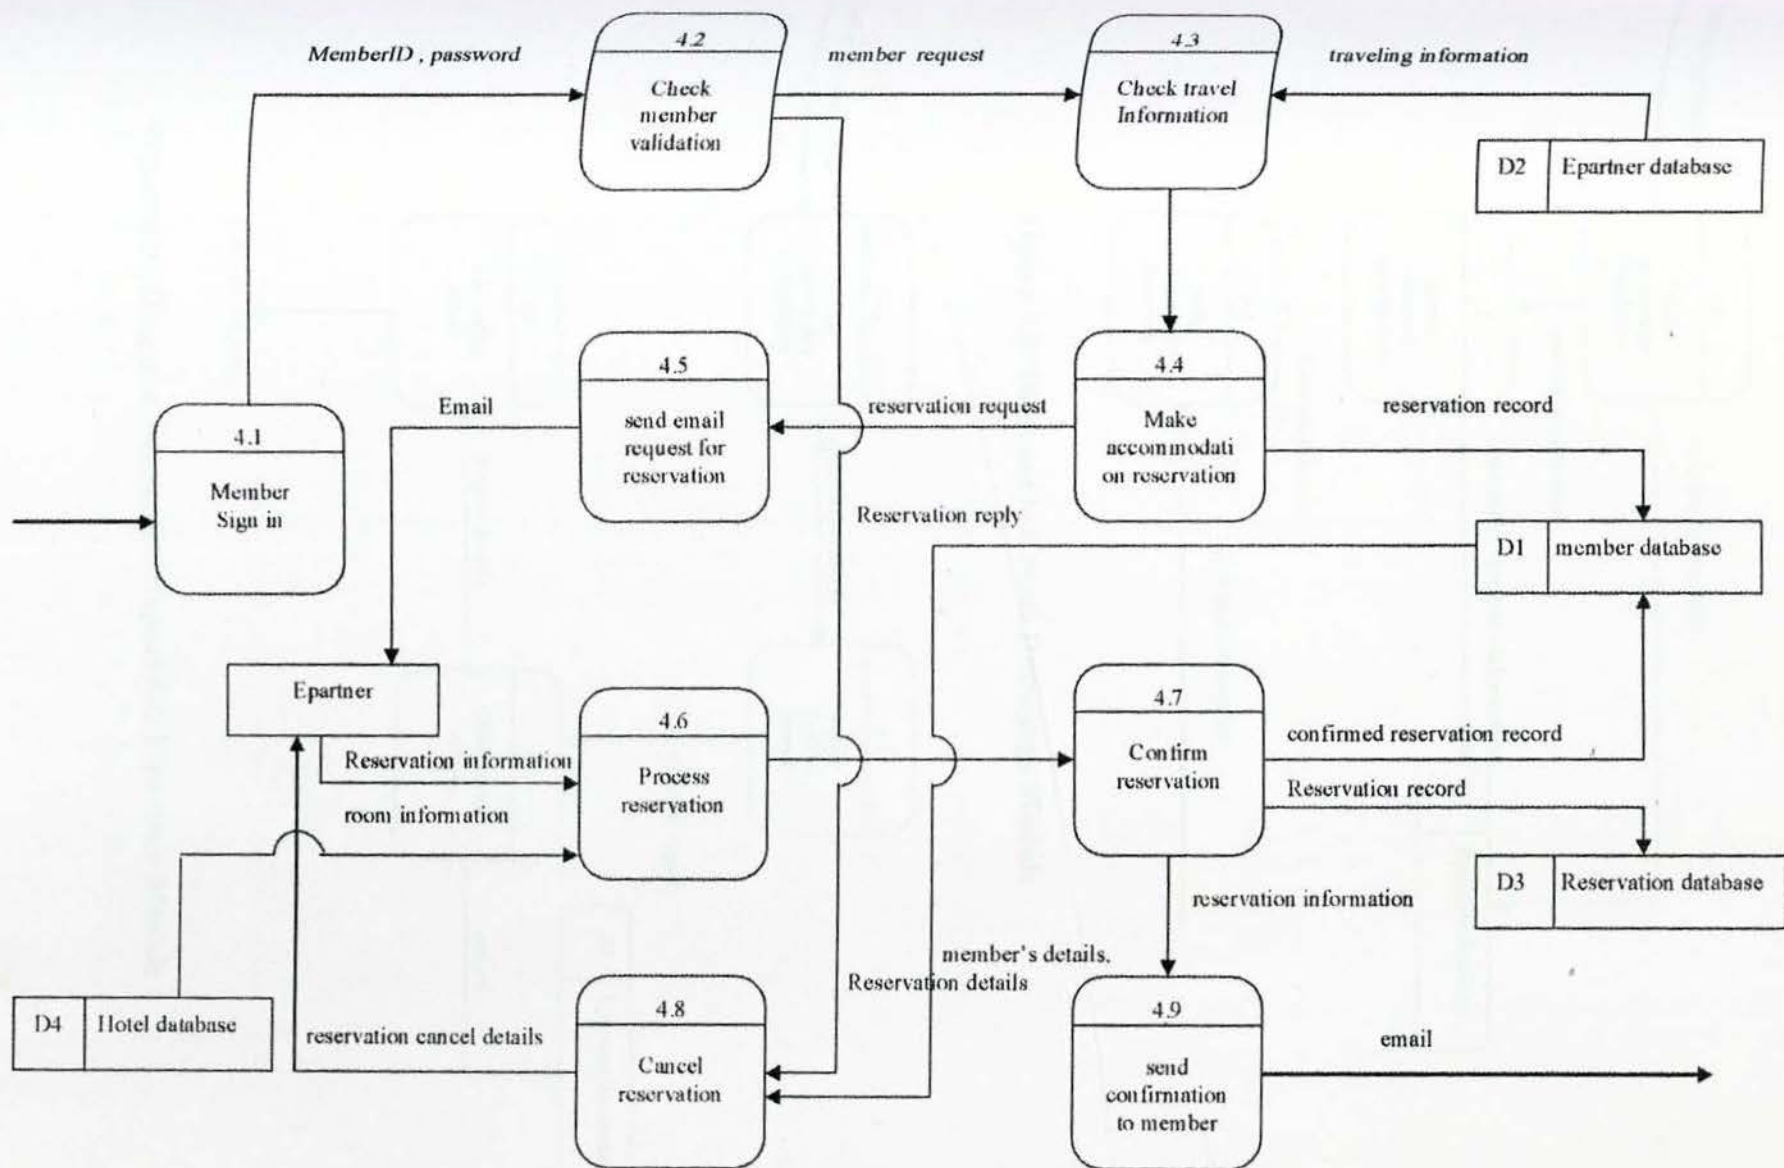 4.2
4.3
MemberID , password
member request
traveling information
Check
member
validation
Check travel
Information
D2
Epartner database
4.5
4.4
Email
reservation request
reservation record
4.1
send email
request for
reservation
Make
accommodati
on reservation
Member
Sign in
Reservation reply
D1
member database
Epartner
4.6
4.7
Reservation information
Process
reservation
Confirm
reservation
confirmed reservation record
Reservation record
room information
D3
Reservation database
reservation information
member's details.
Reservation details
4.8
4.9
D4
Hotel database
reservation cancel details
Cancel
reservation
email
send
confirmation
to member